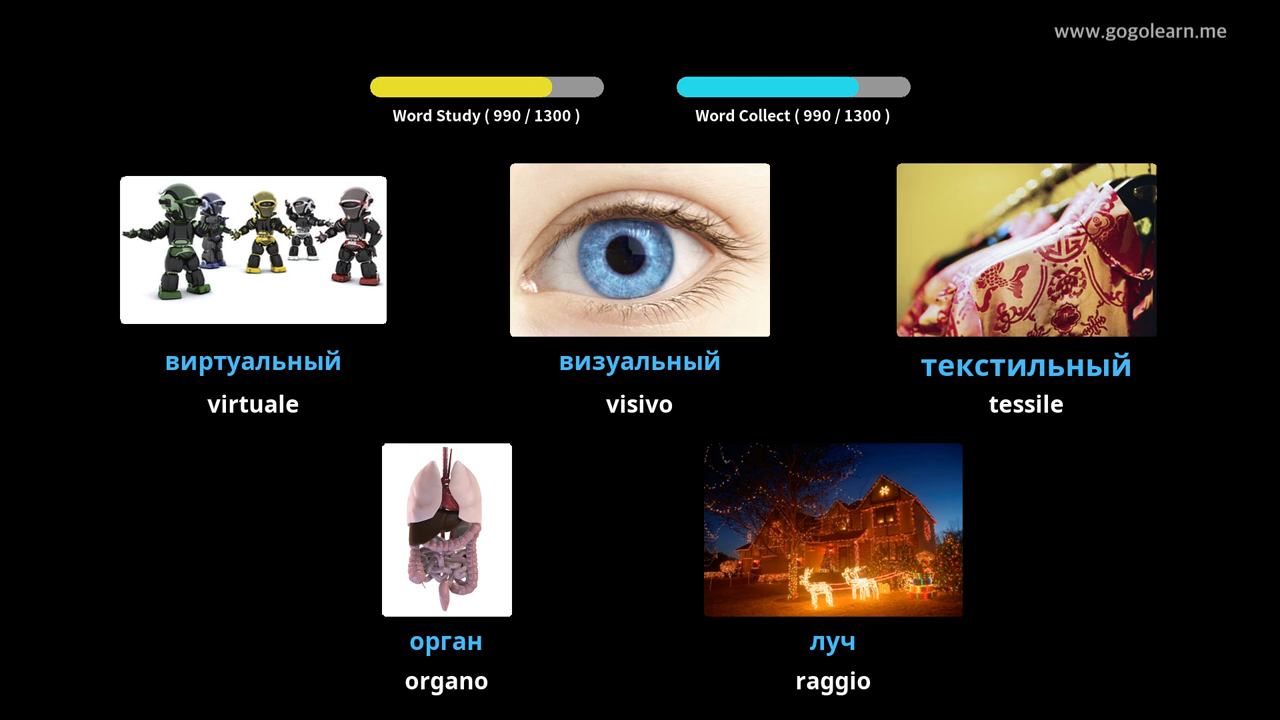 www.gogolearn.me
Word Study ( 990 / 1300 )
Word Collect ( 990 / 1300 )
виртуальный
virtuale
визуальный
visivo
текстильный
tessile
орган
organo
луч
raggio